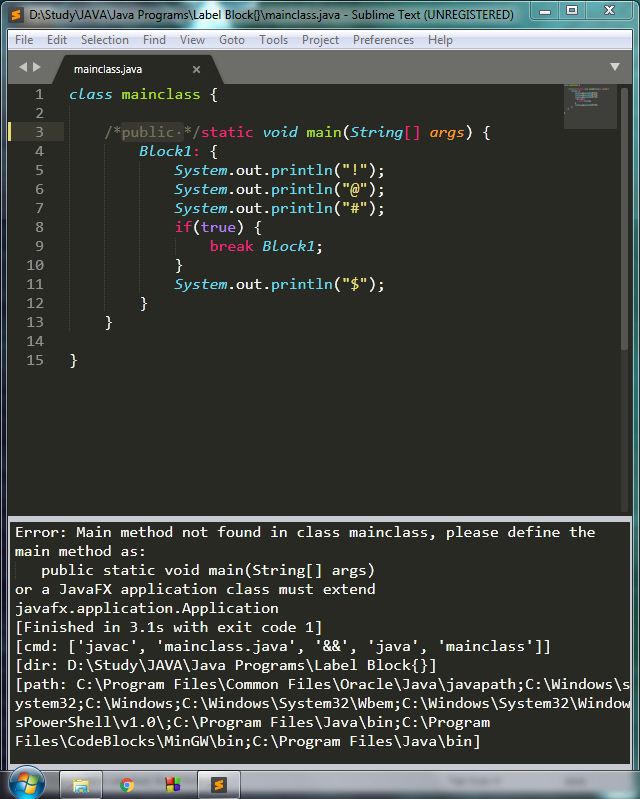 D:\Study\JAVA\Java Programs\Label Block{}\mainclass.java - Sublime Text (UNREGISTERED)
File Edit Selection Find View Goto Tools Project Preferences Help
mainclass.java
1 class mainclass {
2
3     /*public */static void main(String[] args) {
4         Block1: {
5             System.out.println("!");
6             System.out.println("@");
7             System.out.println("#");
8             if(true) {
9                 break Block1;
10             }
11             System.out.println("$");
12         }
13     }
14
15 }
Error: Main method not found in class mainclass, please define the
main method as:
   public static void main(String[] args)
or a JavaFX application class must extend
javafx.application.Application
[Finished in 3.1s with exit code 1]
[cmd: ['javac', 'mainclass.java', '&&', 'java', 'mainclass']]
[dir: D:\Study\JAVA\Java Programs\Label Block{}]
[path: C:\Program Files\Common Files\Oracle\Java\javapath;C:\Windows\s
ystem32;C:\Windows;C:\Windows\System32\Wbem;C:\Windows\System32\Window
sPowerShell\v1.0\;C:\Program Files\Java\bin;C:\Program
Files\CodeBlocks\MinGW\bin;C:\Program Files\Java\bin]